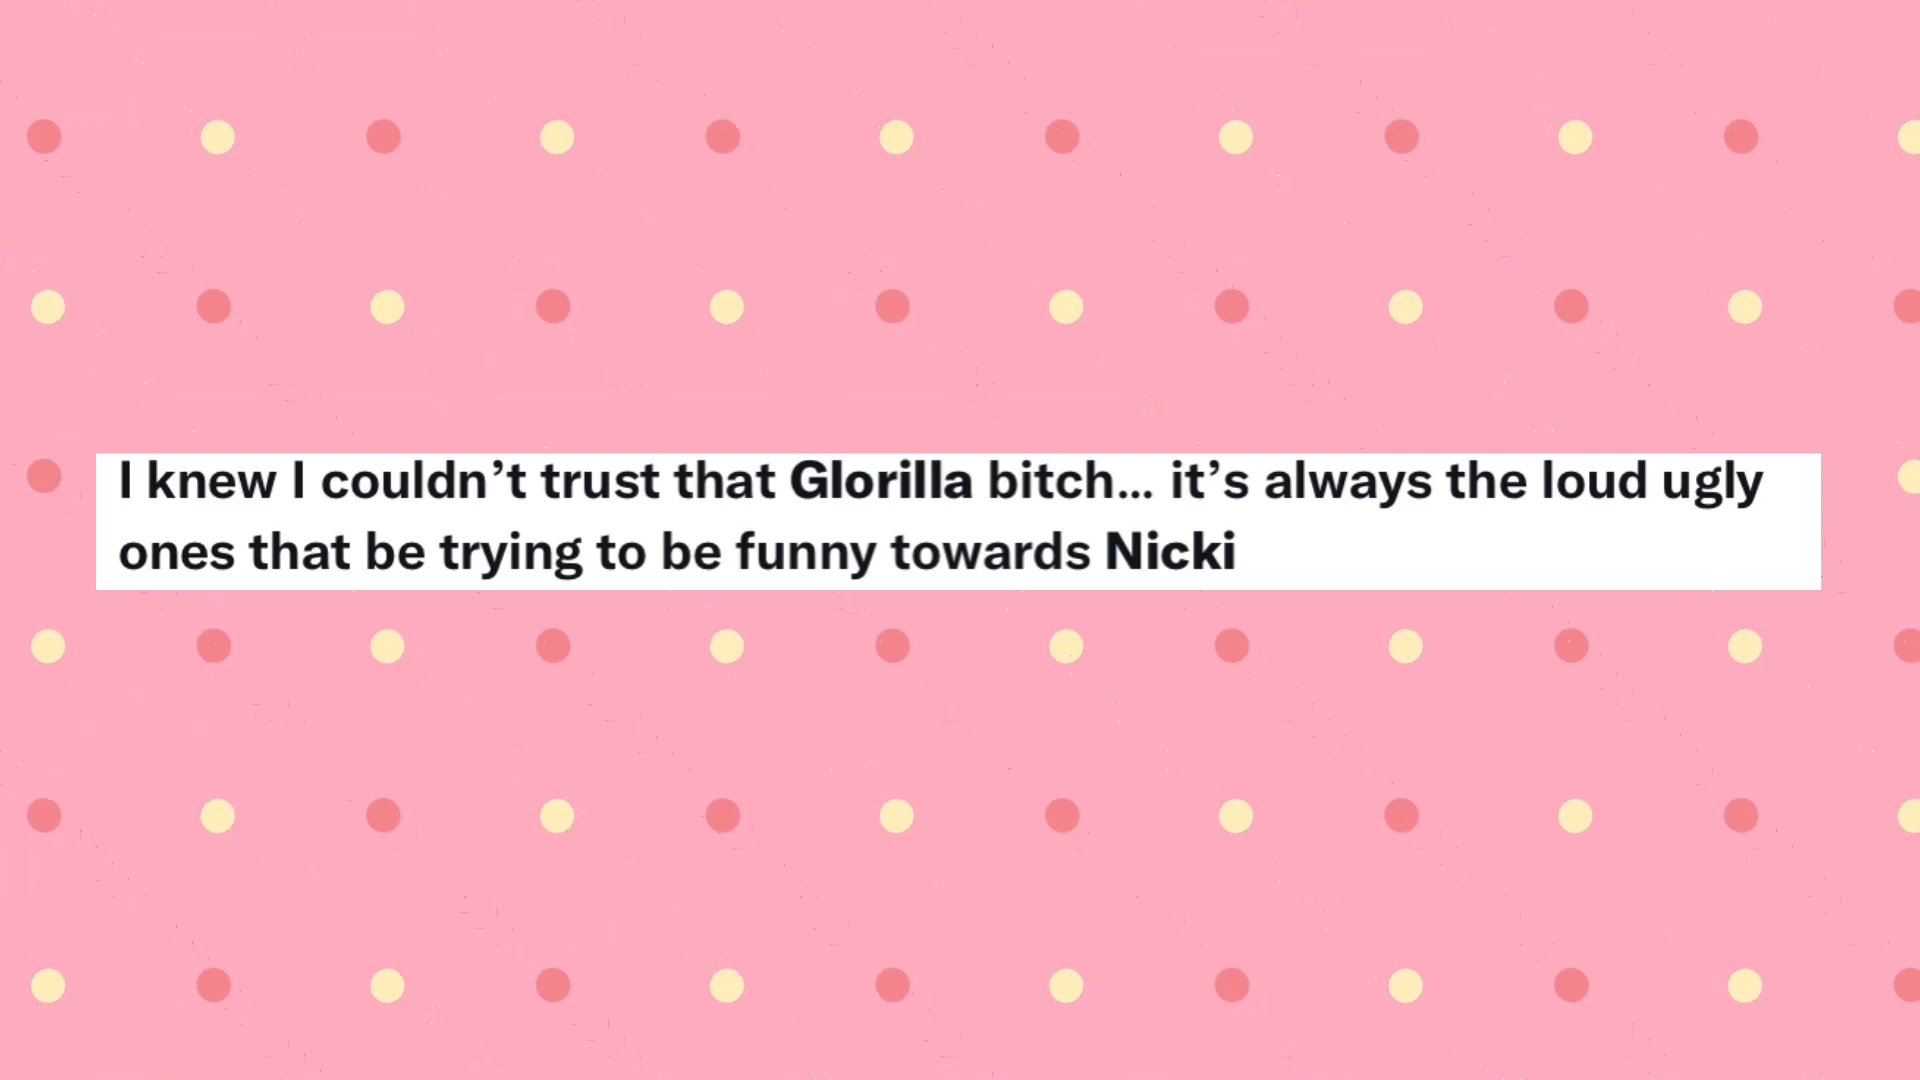 I knew I couldn’t trust that Glorilla bitch... it’s always the loud ugly
ones that be trying to be funny towards Nicki